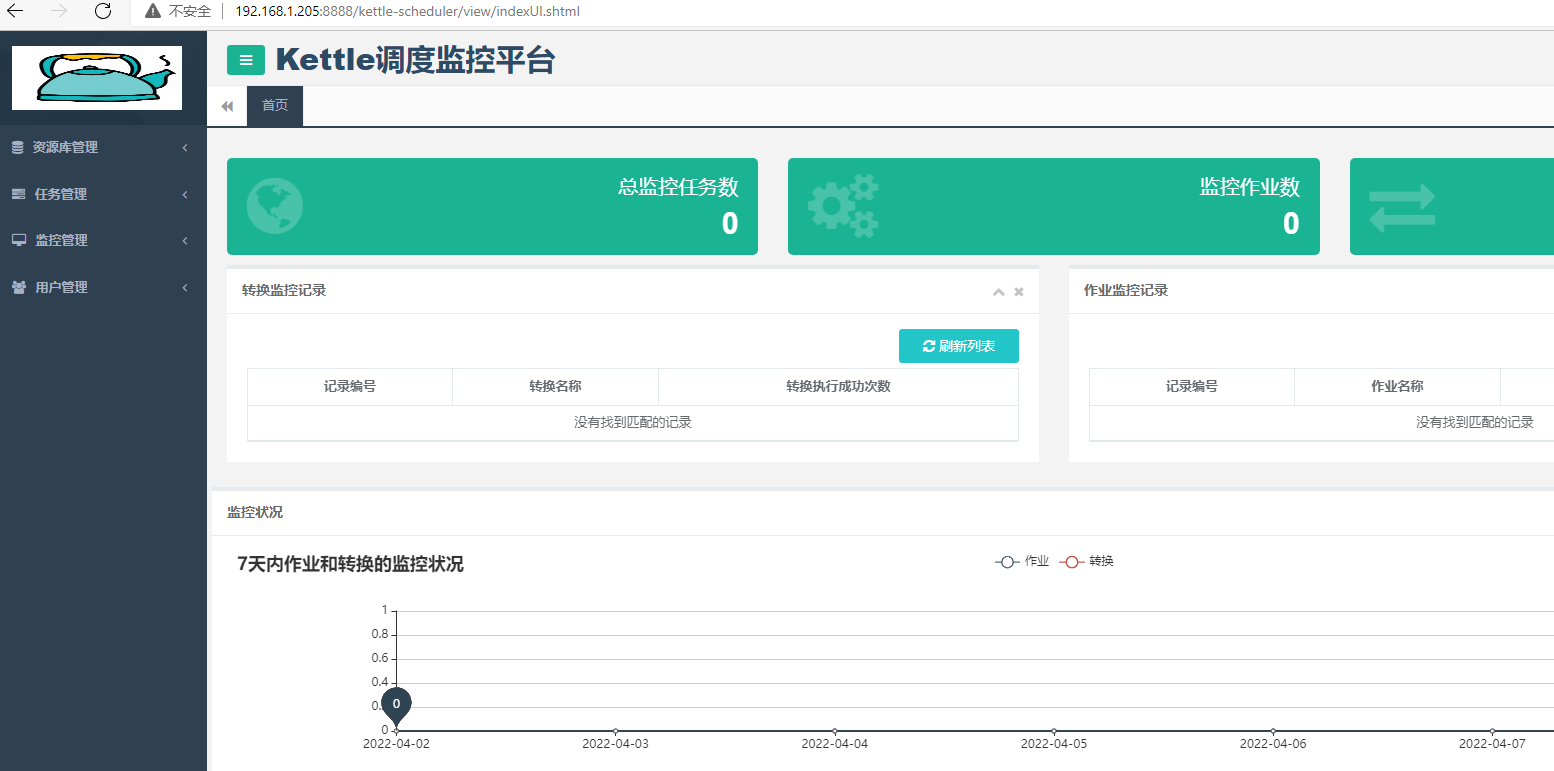 不安全 192.168.1.205:8888/kettle-scheduler/view/indexUI.shtml
Kettle调度监控平台
首页
资源库管理
任务管理
监控管理
用户管理
总监控任务数
0
监控作业数
0
转换监控记录
刷新列表
记录编号 转换名称 转换执行成功次数
没有找到匹配的记录
作业监控记录
记录编号 作业名称
没有找到匹配的记录
监控状况
7天内作业和转换的监控状况
作业 转换
1
0.8
0.6
0.4
0.
0
0
2022-04-02 2022-04-03 2022-04-04 2022-04-05 2022-04-06 2022-04-07